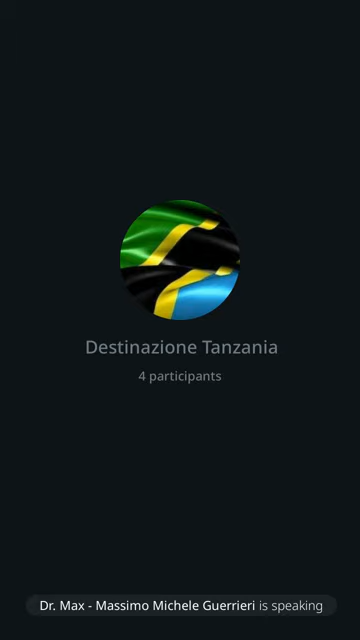 Destinazione Tanzania
4 participants
Dr. Max - Massimo Michele Guerrieri is speaking